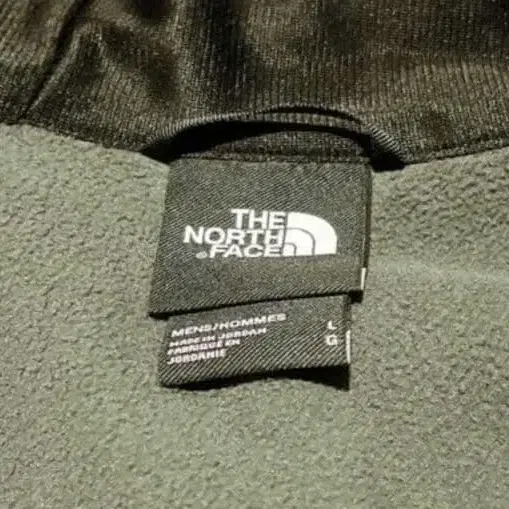 THE
NORTH
®FACE
MENS/HOMMES
L
MADE IN JORDAN
G
FABRIQUÉ EN
JORDANIE